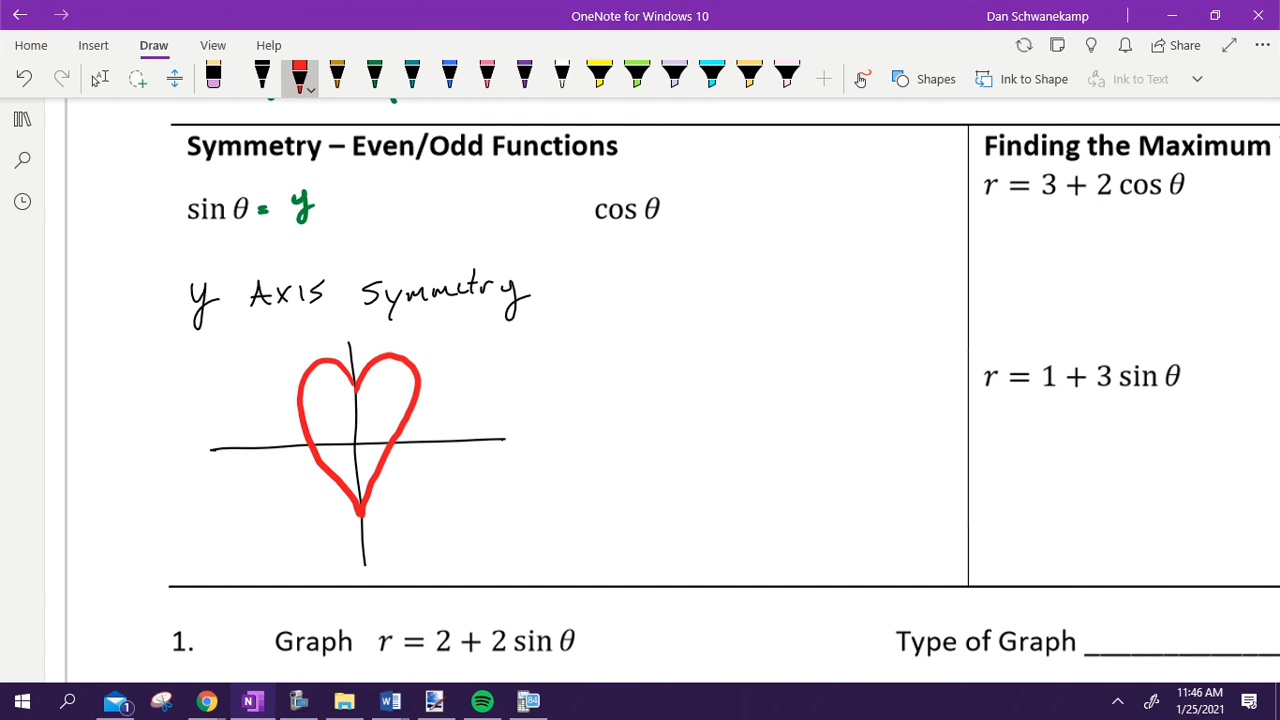 OneNote for Windows 10
Dan Schwanekamp
Home
Insert
Draw
View
Help
Share
Shapes
Ink to Shape
Ink to Text
Symmetry – Even/Odd Functions
sin θ = y
cos θ
y Axis Symmetry
Finding the Maximum
r = 3 + 2 cos θ
r = 1 + 3 sin θ
1. Graph r = 2 + 2 sin θ
Type of Graph ________
11:46 AM
1/25/2021